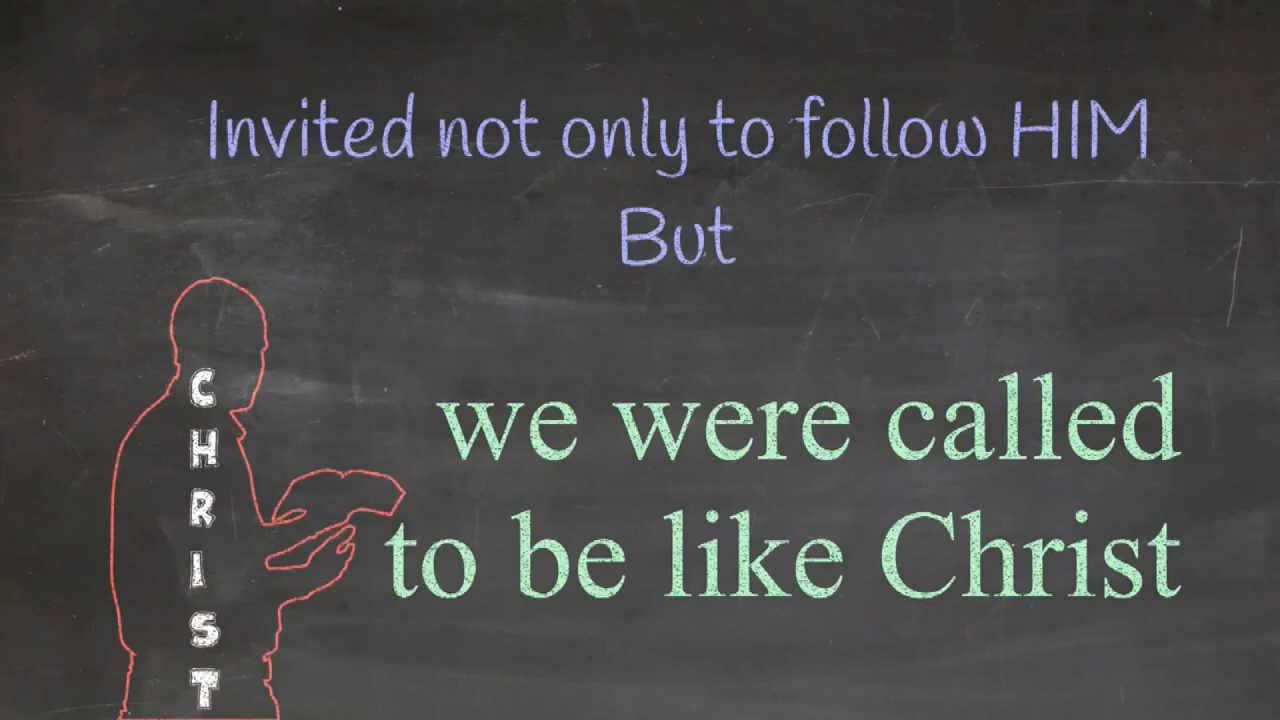 Invited not only to follow HIM
But
we were called
to be like Christ
C
H
R
I
S
T